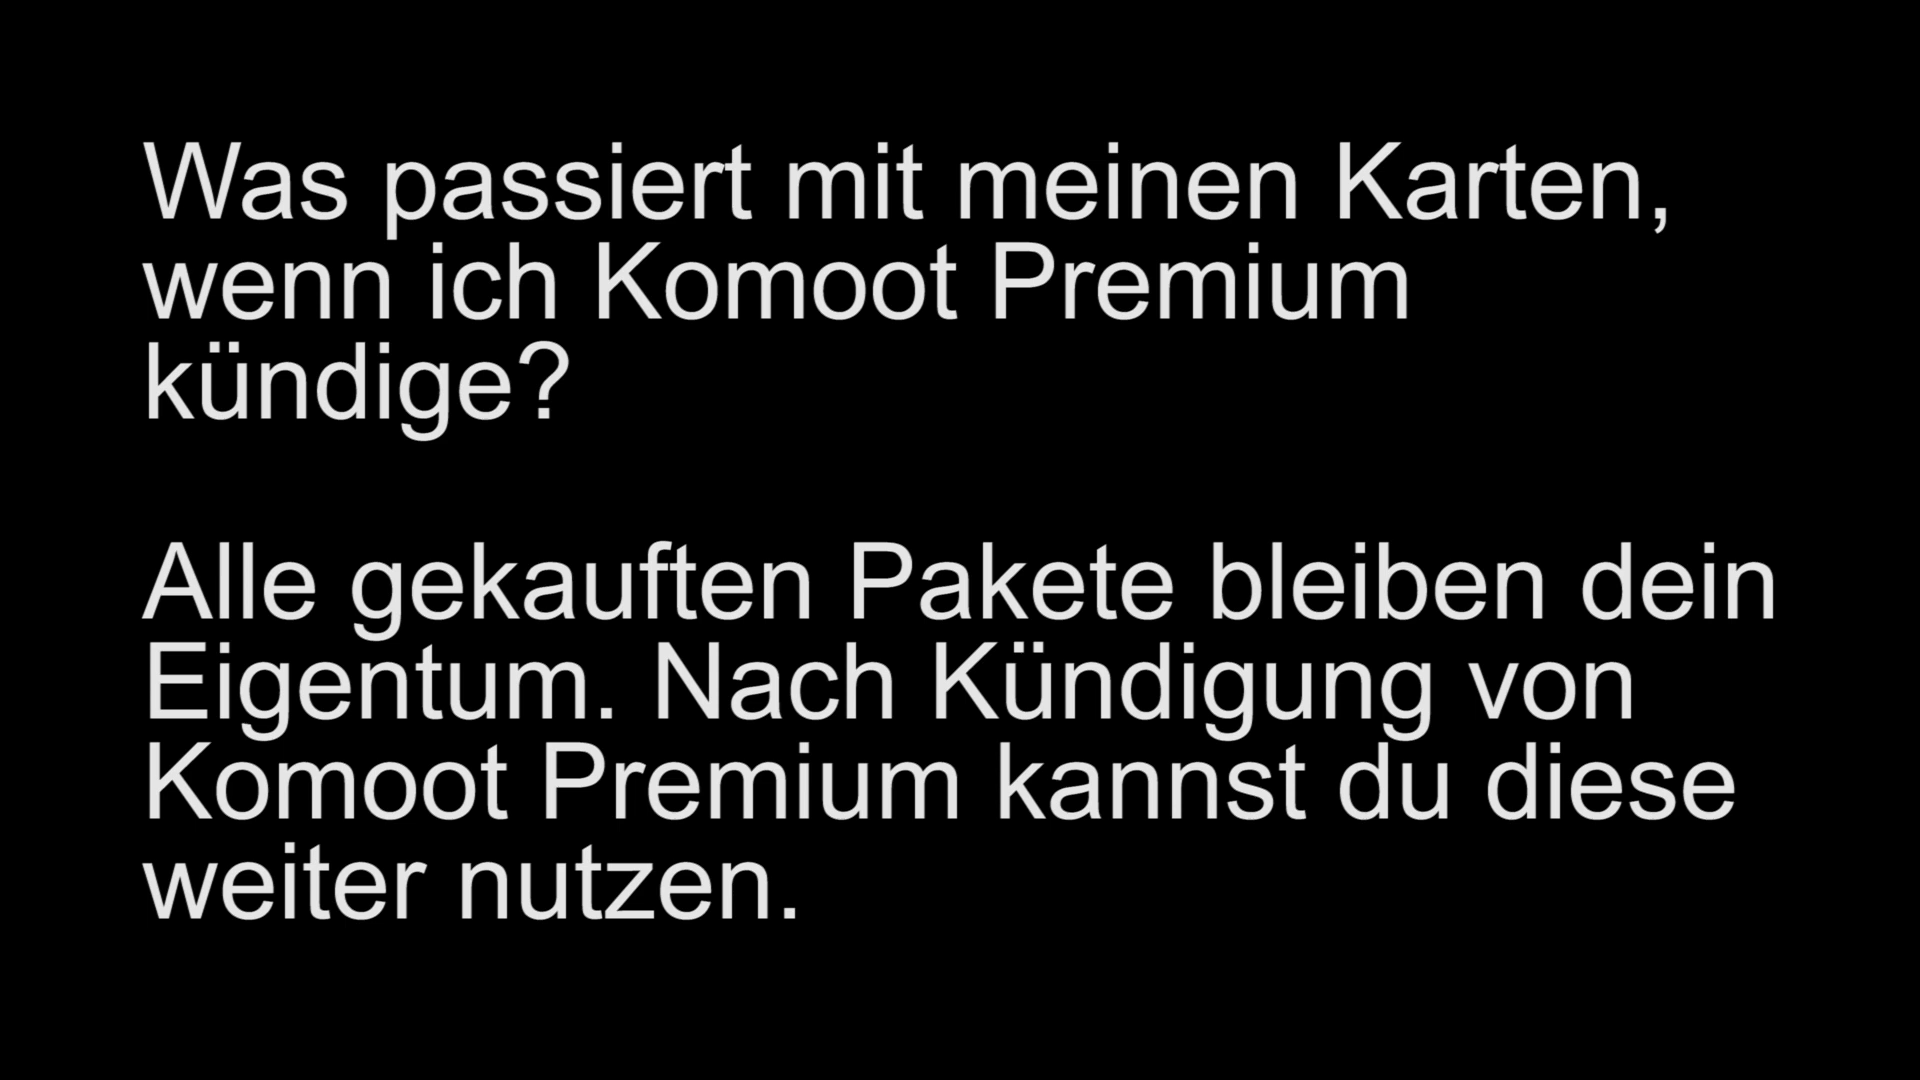 Was passiert mit meinen Karten,
wenn ich Komoot Premium
kündige?
Alle gekauften Pakete bleiben dein
Eigentum. Nach Kündigung von
Komoot Premium kannst du diese
weiter nutzen.